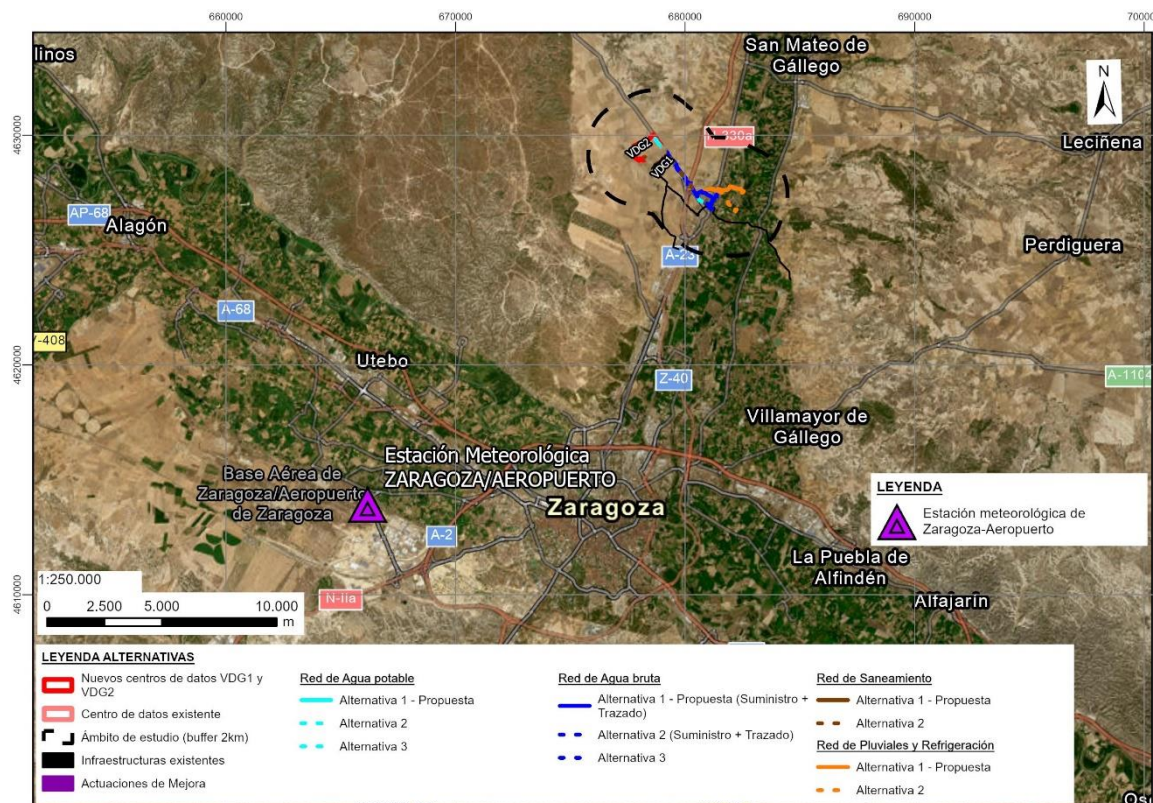 660000
670000
680000
690000
linos
San Mateo de
Gállego
N
4630000
Leciñena
VDG2
VDG1
AP-68
Alagón
Perdiguera
A-23
A-68
4620000
Utebo
Z-40
A-1104
Villamayor de
Gállego
Estación Meteorológica
ZARAGOZA/AEROPUERTO
Base Aérea de
Zaragoza/Aeropuerto
de Zaragoza
Zaragoza
LEYENDA
Estación meteorológica de
Zaragoza-Aeropuerto
A-2
La Puebla de
Alfindén
1:250.000
N-IIa
Alfajarín
4610000
0 2.500 5.000 10.000
m
LEYENDA ALTERNATIVAS
Nuevos centros de datos VDG1 y
VDG2
Centro de datos existente
Ámbito de estudio (buffer 2km)
Infraestructuras existentes
Actuaciones de Mejora
Red de Agua potable
Alternativa 1 - Propuesta
Alternativa 2
Alternativa 3
Red de Agua bruta
Alternativa 1 - Propuesta (Suministro +
Trazado)
Alternativa 2 (Suministro + Trazado)
Alternativa 3
Red de Saneamiento
Alternativa 1 - Propuesta
Alternativa 2
Red de Pluviales y Refrigeración
Alternativa 1 - Propuesta
Alternativa 2